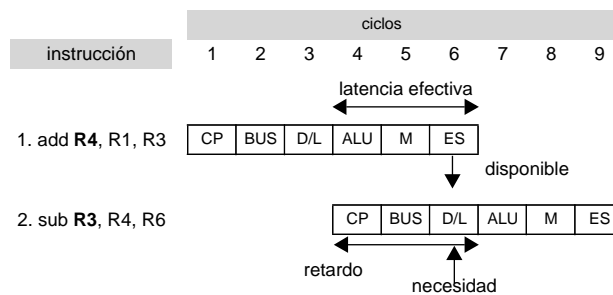 ciclos
instrucción 1 2 3 4 5 6 7 8 9
latencia efectiva
1. add R4, R1, R3 CP BUS D/L ALU M ES
disponible
2. sub R3, R4, R6 CP BUS D/L ALU M ES
retardo
necesidad